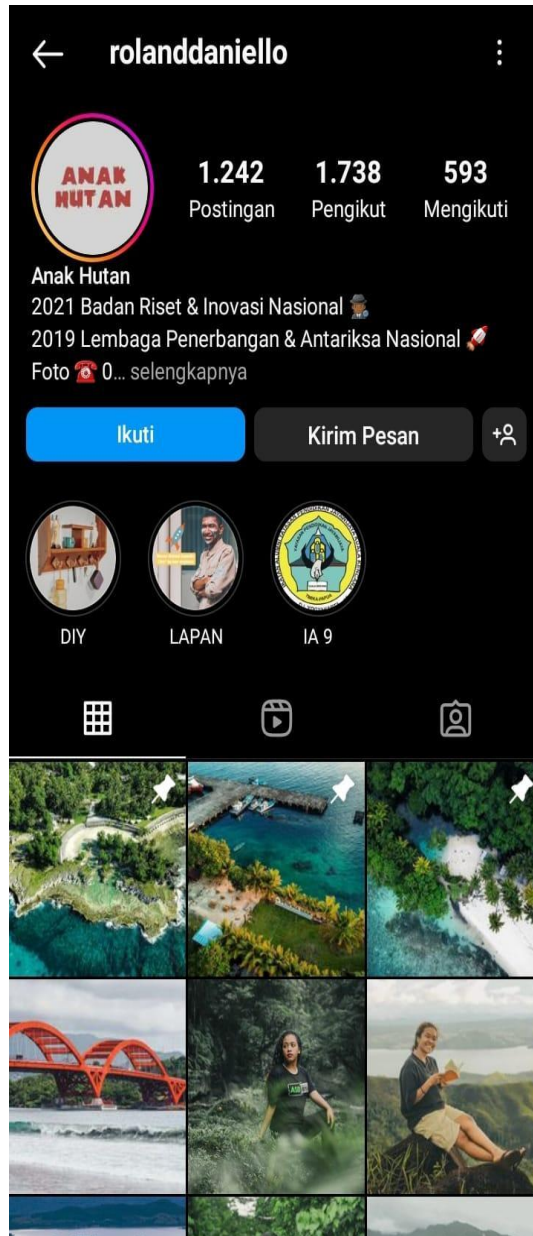 rolanddaniello
ANAK
HUTAN
1.242 1.738 593
Postingan Pengikut Mengikuti
Anak Hutan
2021 Badan Riset & Inovasi Nasional
2019 Lembaga Penerbangan & Antariksa Nasional
Foto ☎ 0... selengkapnya
Ikuti Kirim Pesan
DIY LAPAN IA 9